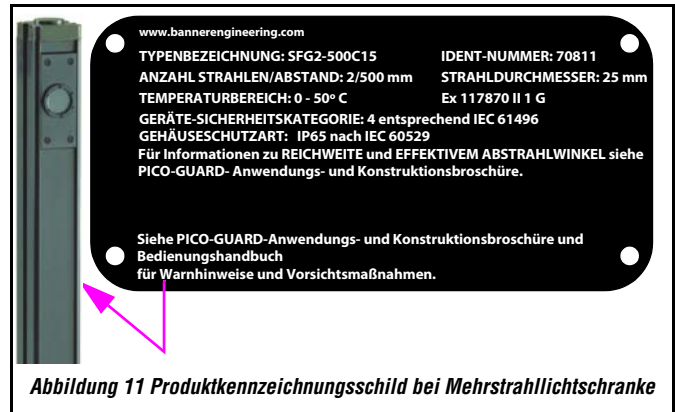 www.bannerengineering.com
TYPENBEZEICHNUNG: SFG2-500C15 IDENT-NUMMER: 70811
ANZAHL STRAHLEN/ABSTAND: 2/500 mm STRAHLDURCHMESSER: 25 mm
TEMPERATURBEREICH: 0 - 50º C Ex 117870 II 1 G
GERÄTE-SICHERHEITSKATEGORIE: 4 entsprechend IEC 61496
GEHÄUSESCHUTZART: IP65 nach IEC 60529
Für Informationen zu REICHWEITE und EFFEKTIVEM ABSTRAHLWINKEL siehe
PICO-GUARD- Anwendungs- und Konstruktionsbroschüre.
Siehe PICO-GUARD-Anwendungs- und Konstruktionsbroschüre und
Bedienungshandbuch
für Warnhinweise und Vorsichtsmaßnahmen.
Abbildung 11 Produktkennzeichnungsschild bei Mehrstrahllichtschranke